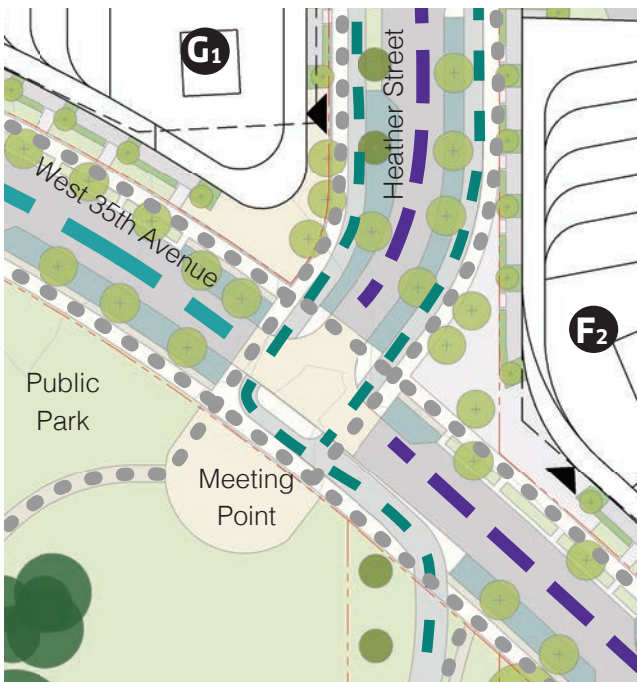 G1
Heather Street
West 35th Avenue
F2
Public
Park
Meeting
Point